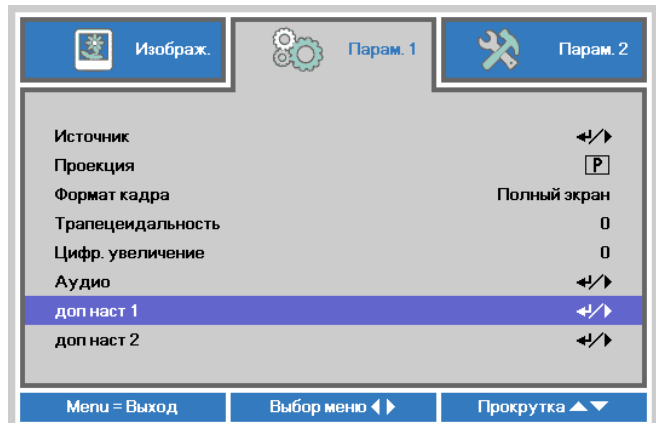 Изображ. Парам. 1 Парам. 2
Источник
Проекция P
Формат кадра Полный экран
Трапецеидальность 0
Цифр. увеличение 0
Аудио
доп наст 1
доп наст 2
Menu = Выход Выбор меню Прокрутка